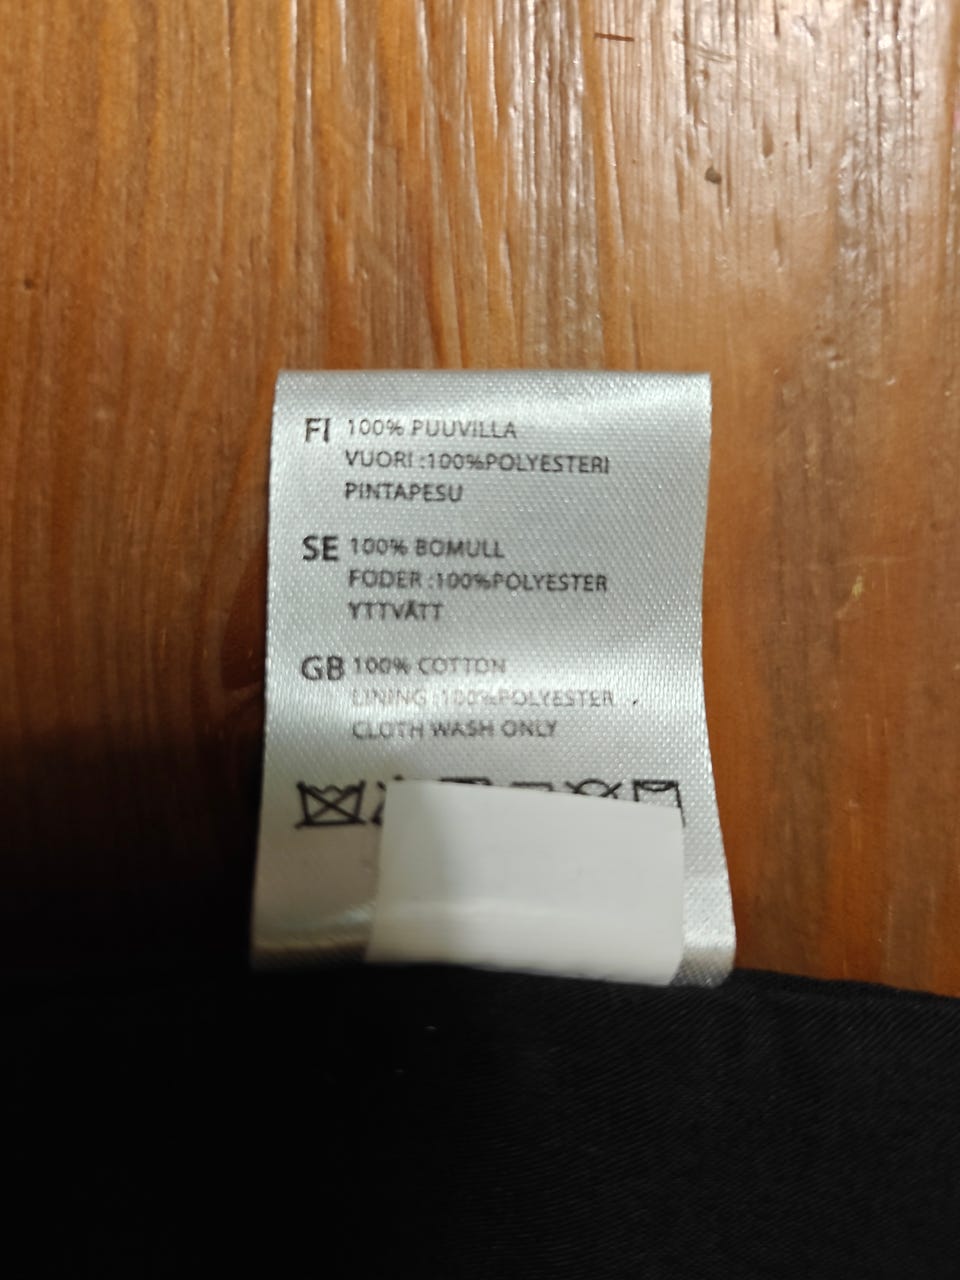 FI 100% PUUVILLA
VUORI :100%POLYESTERI
PINTAPESU
SE 100% BOMULL
FODER :100%POLYESTER
YTTVÄTT
GB 100% COTTON
LINING :100%POLYESTER
CLOTH WASH ONLY